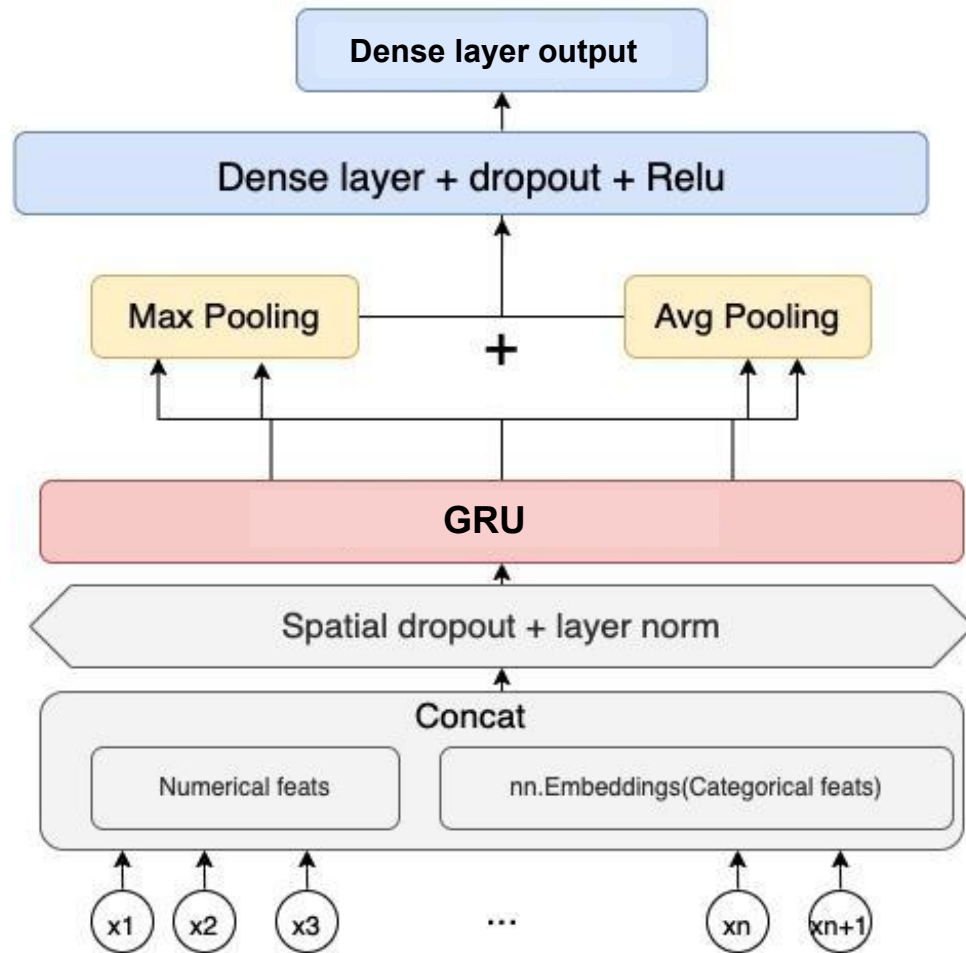 Dense layer output
Dense layer + dropout + Relu
Max Pooling
Avg Pooling
+
GRU
Spatial dropout + layer norm
Concat
Numerical feats
nn.Embeddings(Categorical feats)
x1 x2 x3 ... xn xn+1